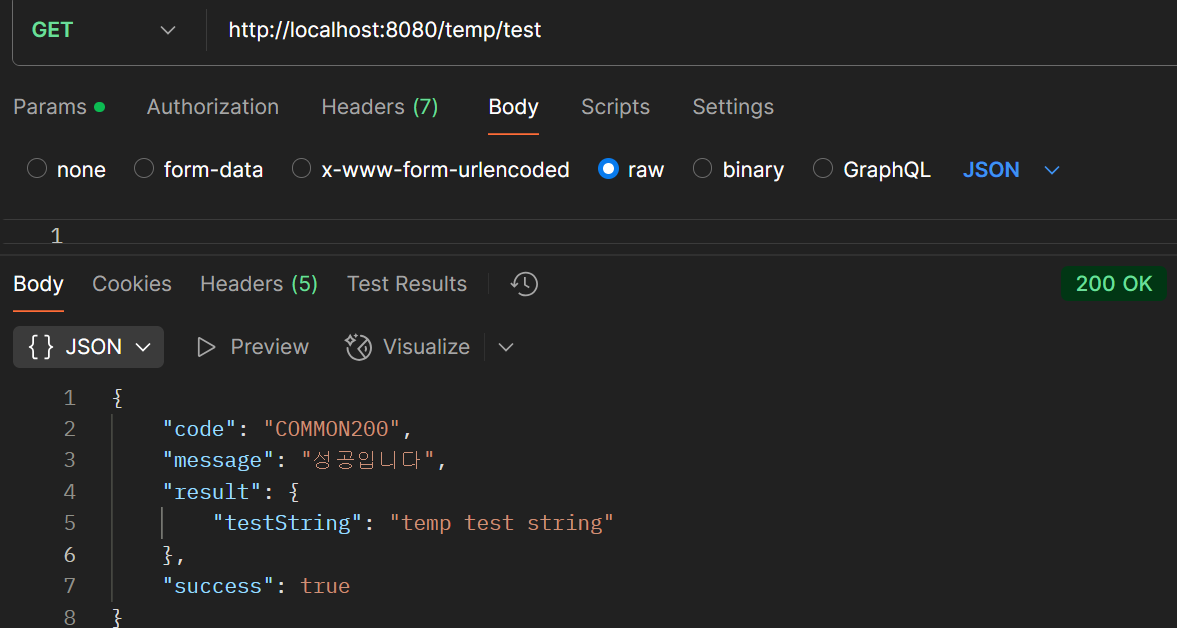 GET http://localhost:8080/temp/test
Params Authorization Headers (7) Body Scripts Settings
none form-data x-www-form-urlencoded raw binary GraphQL JSON
1
Body Cookies Headers (5) Test Results 200 OK
{} JSON Preview Visualize
1 {
2 "code": "COMMON200",
3 "message": "성공입니다",
4 "result": {
5 "testString": "temp test string"
6 },
7 "success": true
8 }